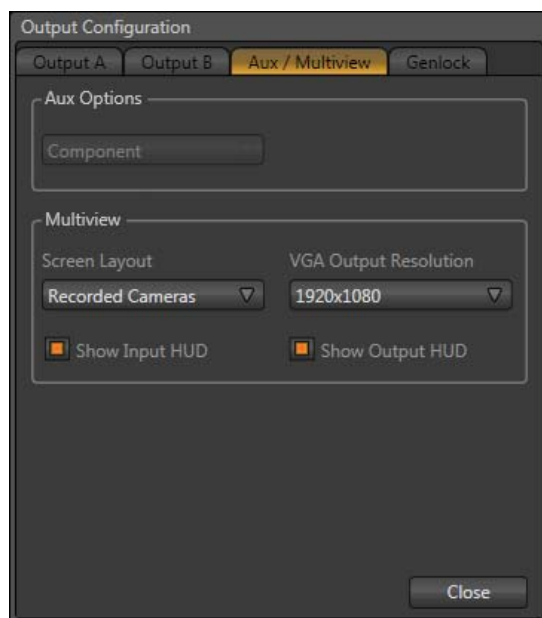 Output Configuration
Output A Output B Aux / Multiview Genlock
Aux Options
Component
Multiview
Screen Layout VGA Output Resolution
Recorded Cameras 1920x1080
Show Input HUD Show Output HUD
Close